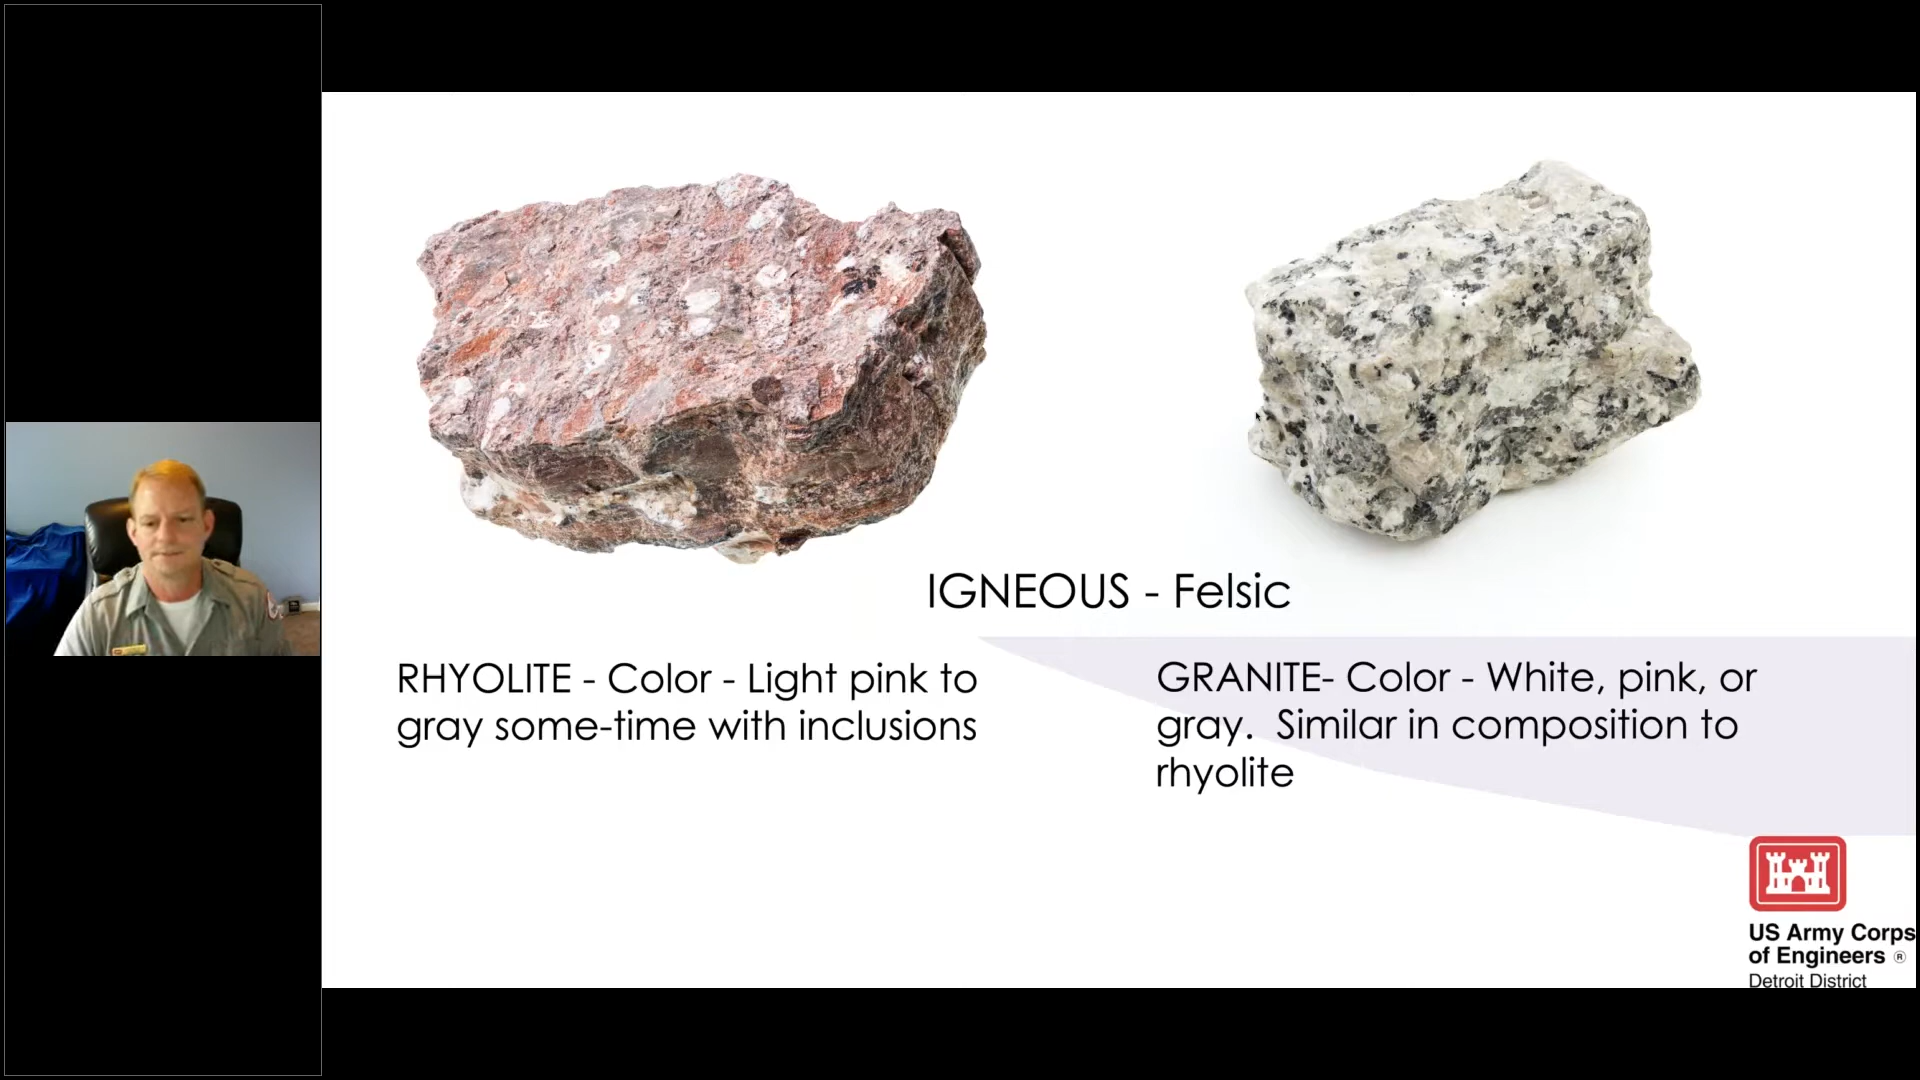 IGNEOUS - Felsic
RHYOLITE - Color - Light pink to
gray some-time with inclusions
GRANITE- Color - White, pink, or
gray.  Similar in composition to
rhyolite
US Army Corps
of Engineers ®
Detroit District